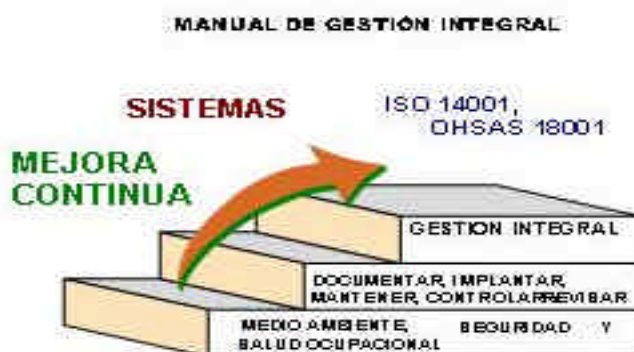 MANUAL DE GESTIÓN INTEGRAL
SISTEMAS
ISO 14001,
OHSAS 18001
MEJORA
CONTINUA
GESTION INTEGRAL
DOCUMENTAR, IMPLANTAR,
MANTENER, CONTROLAR REVISAR
MEDIO AMBIENTE, SEGURIDAD Y
SALUD OCUPACIONAL